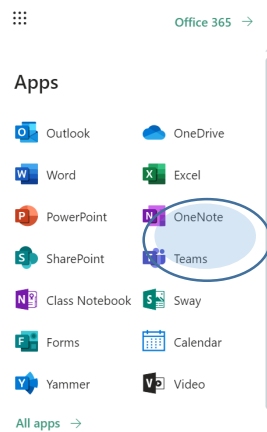 Office 365 →
Apps
Outlook OneDrive
Word Excel
PowerPoint OneNote
SharePoint Teams
Class Notebook Sway
Forms Calendar
Yammer Video
All apps →